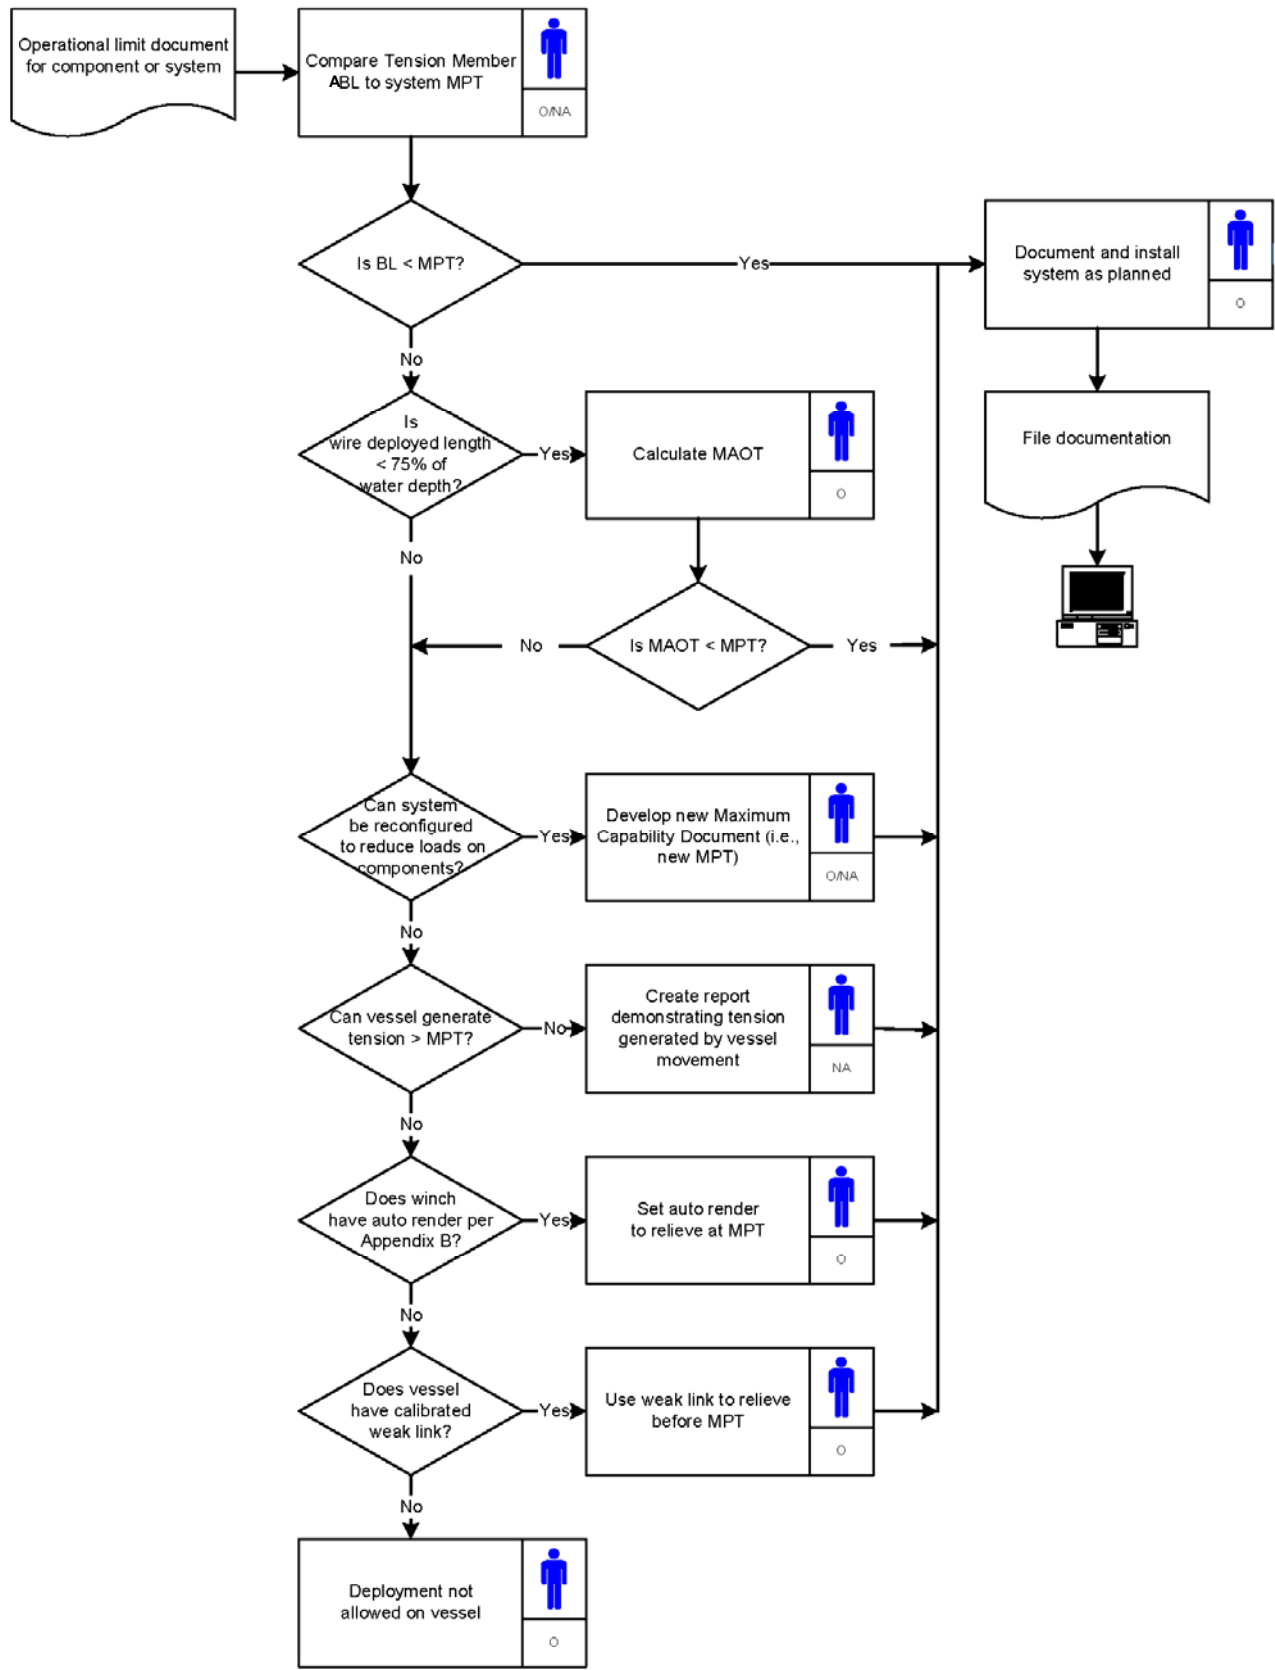 Operational limit document
for component or system
Compare Tension Member
ABL to system MPT
O/NA
Is BL < MPT?
Yes
Document and install
system as planned
O
No
Is
wire deployed length
< 75% of
water depth?
Yes
Calculate MAOT
O
File documentation
No
No
Is MAOT < MPT?
Yes
Can system
be reconfigured
to reduce loads on
components?
Yes
Develop new Maximum
Capability Document (i.e.,
new MPT)
O/NA
No
Can vessel generate
tension > MPT?
No
Create report
demonstrating tension
generated by vessel
movement
NA
No
Does winch
have auto render per
Appendix B?
Yes
Set auto render
to relieve at MPT
O
No
Does vessel
have calibrated
weak link?
Yes
Use weak link to relieve
before MPT
O
No
Deployment not
allowed on vessel
O